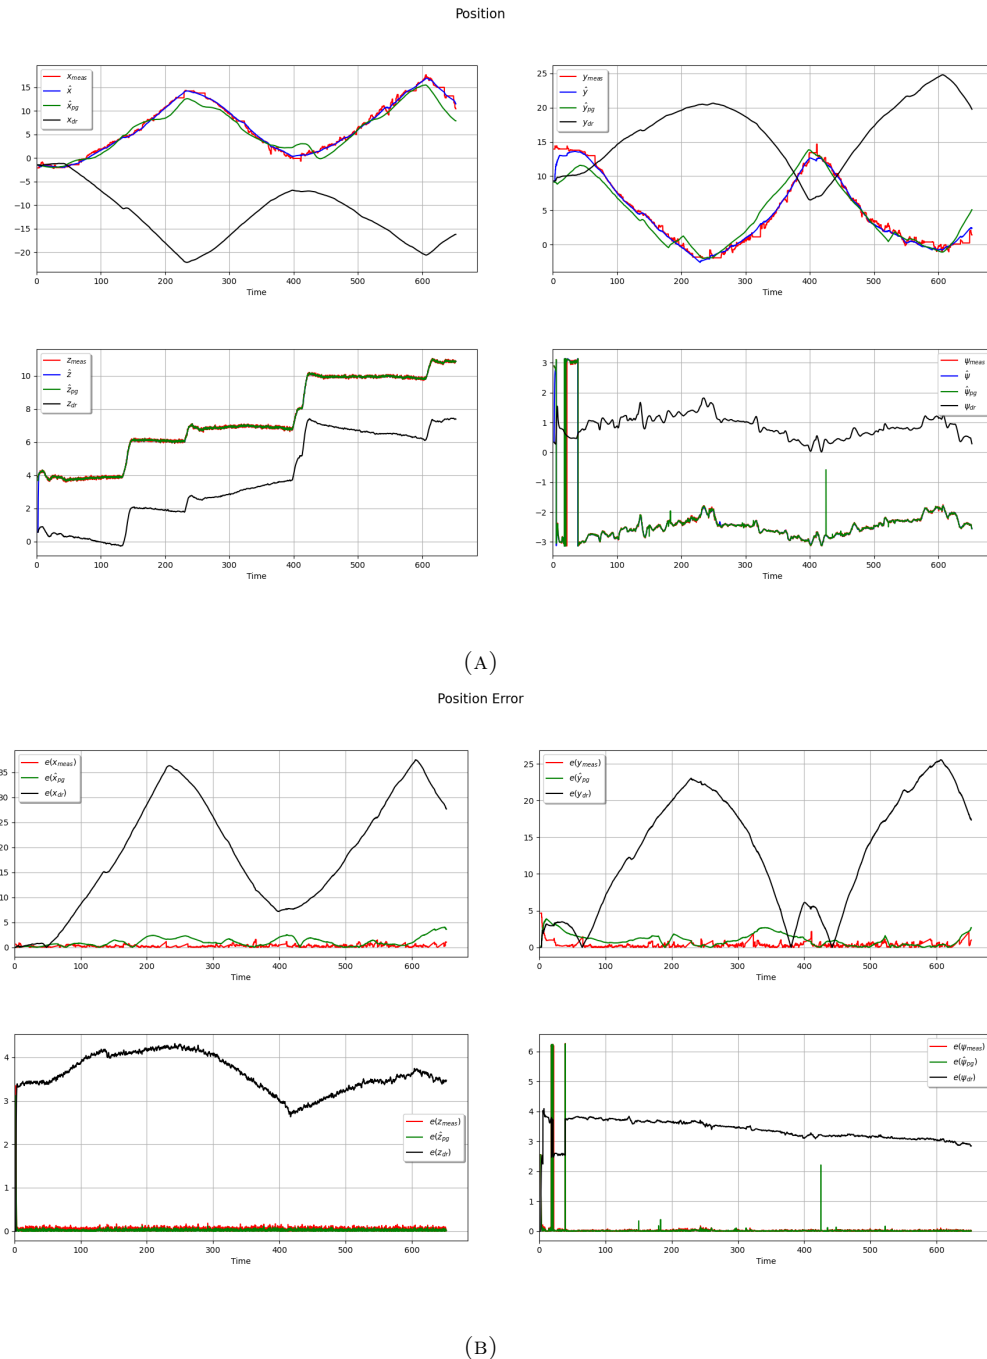 Position
x_meas
x̂
x̂_pg
x_dr
15
10
5
0
−5
−10
−15
−20
0 100 200 300 400 500 600
Time
y_meas
ŷ
ŷ_pg
y_dr
25
20
15
10
5
0
0 100 200 300 400 500 600
Time
z_meas
ẑ
ẑ_pg
z_dr
10
8
6
4
2
0
0 100 200 300 400 500 600
Time
ψ_meas
ψ̂
ψ̂_pg
ψ_dr
3
2
1
0
−1
−2
−3
0 100 200 300 400 500 600
Time
(A)
Position Error
e(x_meas)
e(x̂_pg)
e(x_dr)
35
30
25
20
15
10
5
0
0 100 200 300 400 500 600
Time
e(y_meas)
e(ŷ_pg)
e(y_dr)
25
20
15
10
5
0
0 100 200 300 400 500 600
Time
e(z_meas)
e(ẑ_pg)
e(z_dr)
4
3
2
1
0
0 100 200 300 400 500 600
Time
e(ψ_meas)
e(ψ̂_pg)
e(ψ_dr)
6
5
4
3
2
1
0
0 100 200 300 400 500 600
Time
(B)